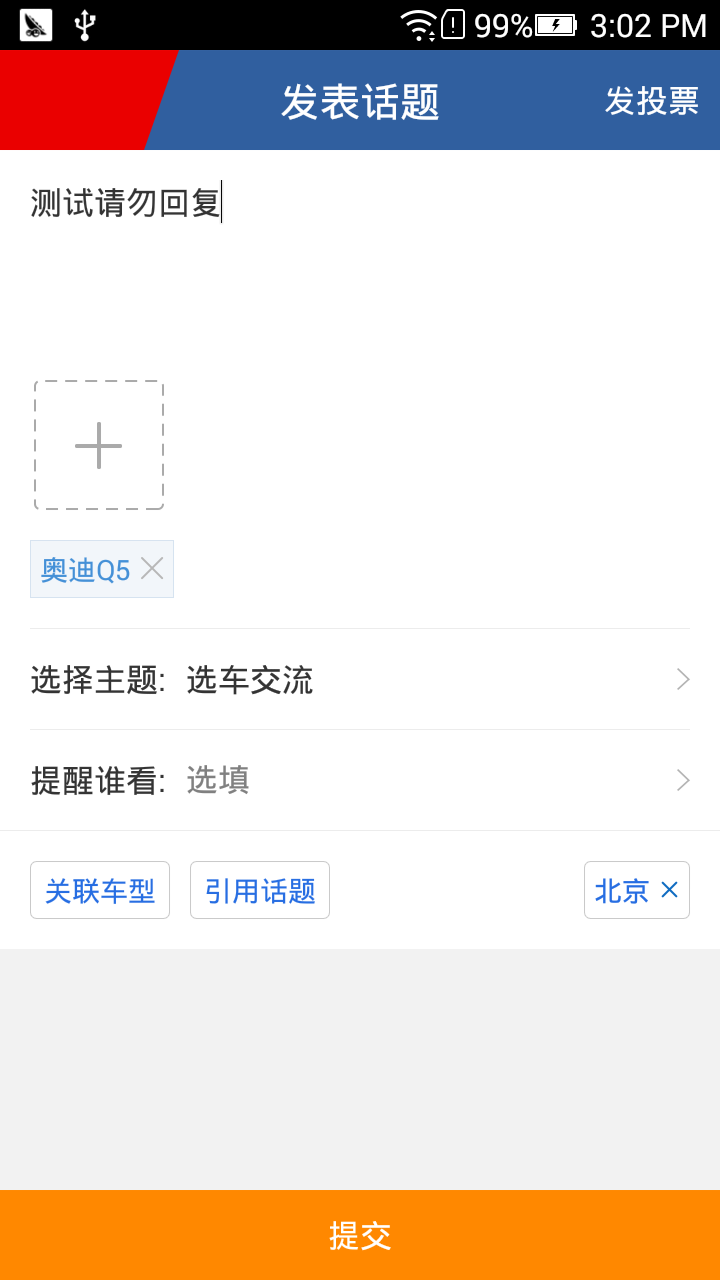 99% 3:02 PM
发表话题 发投票
测试请勿回复
奥迪Q5
选择主题: 选车交流
提醒谁看: 选填
关联车型 引用话题 北京
提交